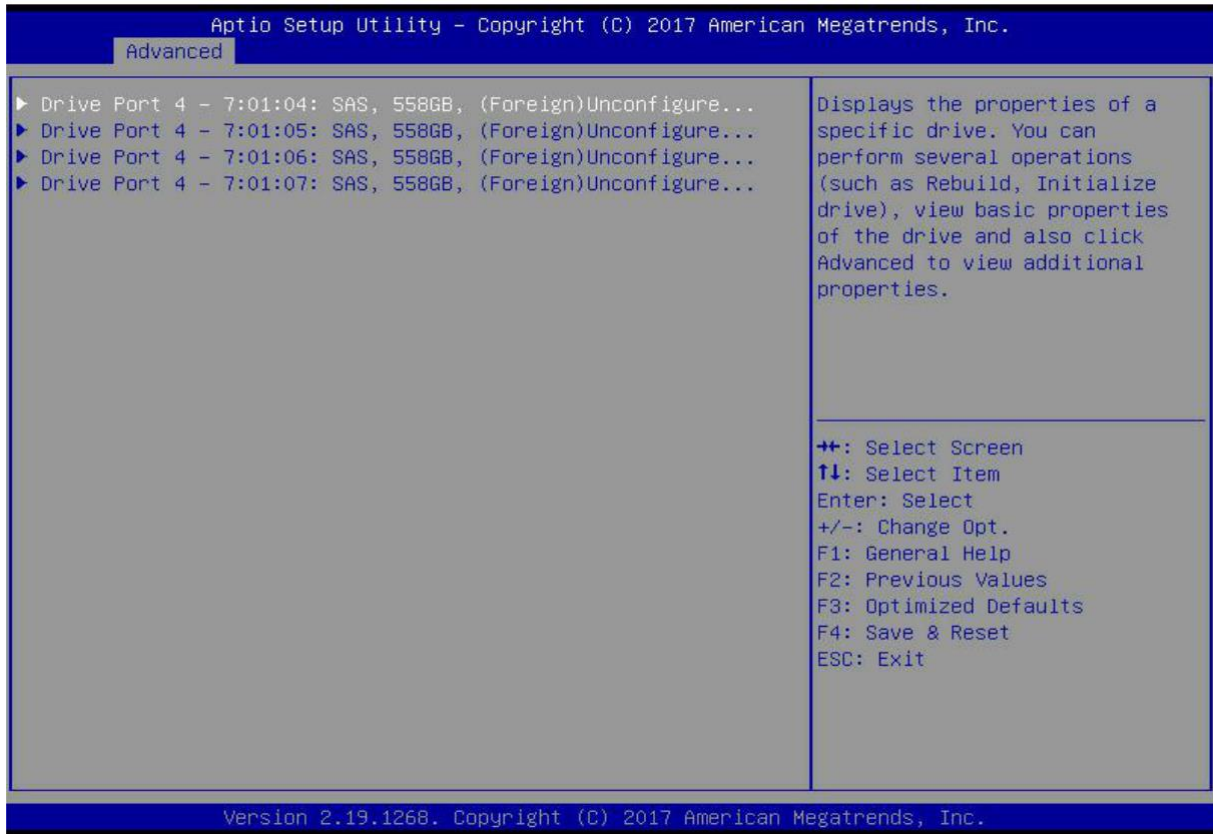 Aptio Setup Utility – Copyright (C) 2017 American Megatrends, Inc.
Advanced
▶ Drive Port 4 – 7:01:04: SAS, 558GB, (Foreign)Unconfigure...
▶ Drive Port 4 – 7:01:05: SAS, 558GB, (Foreign)Unconfigure...
▶ Drive Port 4 – 7:01:06: SAS, 558GB, (Foreign)Unconfigure...
▶ Drive Port 4 – 7:01:07: SAS, 558GB, (Foreign)Unconfigure...
Displays the properties of a
specific drive. You can
perform several operations
(such as Rebuild, Initialize
drive), view basic properties
of the drive and also click
Advanced to view additional
properties.
→←: Select Screen
↑↓: Select Item
Enter: Select
+/-: Change Opt.
F1: General Help
F2: Previous Values
F3: Optimized Defaults
F4: Save & Reset
ESC: Exit
Version 2.19.1268. Copyright (C) 2017 American Megatrends, Inc.